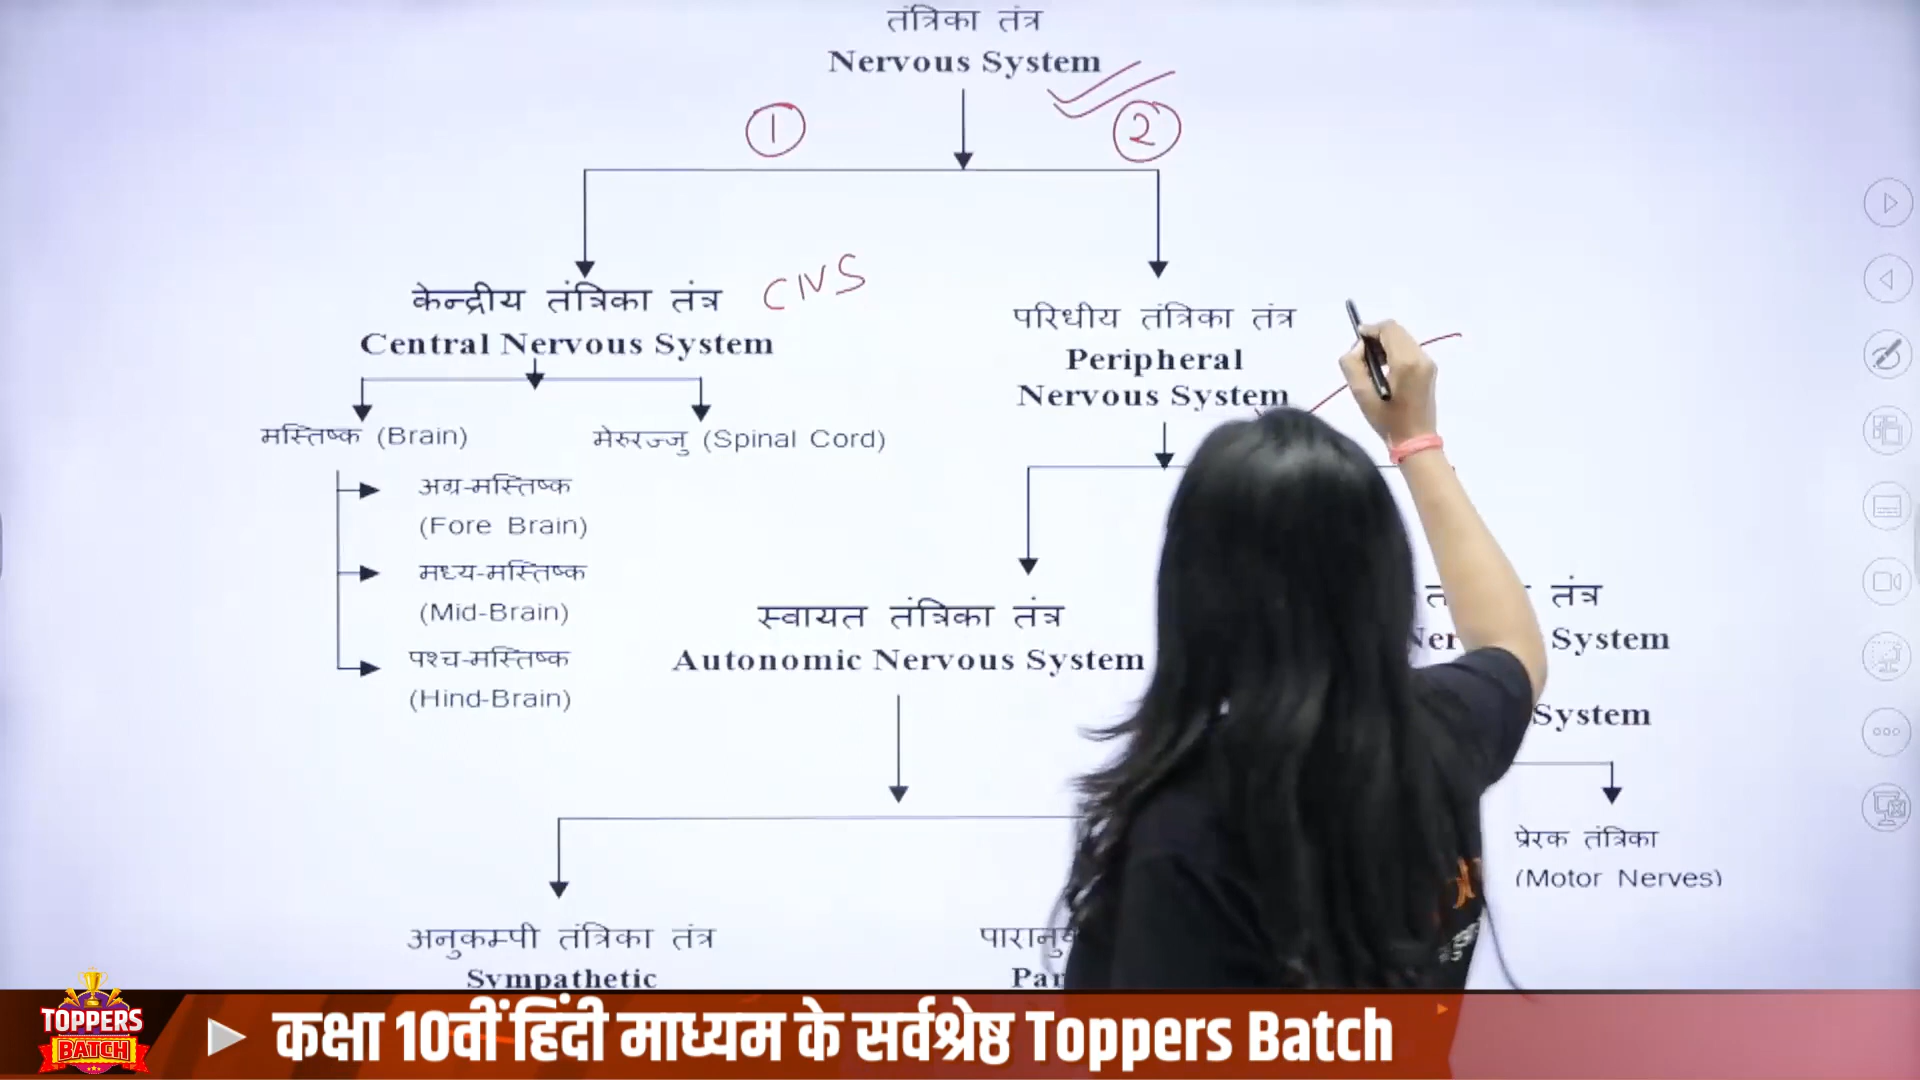 तंत्रिका तंत्र
Nervous System
1
2
केन्द्रीय तंत्रिका तंत्र
CNS
Central Nervous System
परिधीय तंत्रिका तंत्र
Peripheral
Nervous System
मस्तिष्क (Brain)
मेरुरज्जु (Spinal Cord)
अग्र-मस्तिष्क
(Fore Brain)
मध्य-मस्तिष्क
(Mid-Brain)
पश्च-मस्तिष्क
(Hind-Brain)
स्वायत तंत्रिका तंत्र
Autonomic Nervous System
तंत्र
System
System
प्रेरक तंत्रिका
(Motor Nerves)
अनुकम्पी तंत्रिका तंत्र
Sympathetic
TOPPERS
BATCH
कक्षा 10वीं हिंदी माध्यम के सर्वश्रेष्ठ Toppers Batch